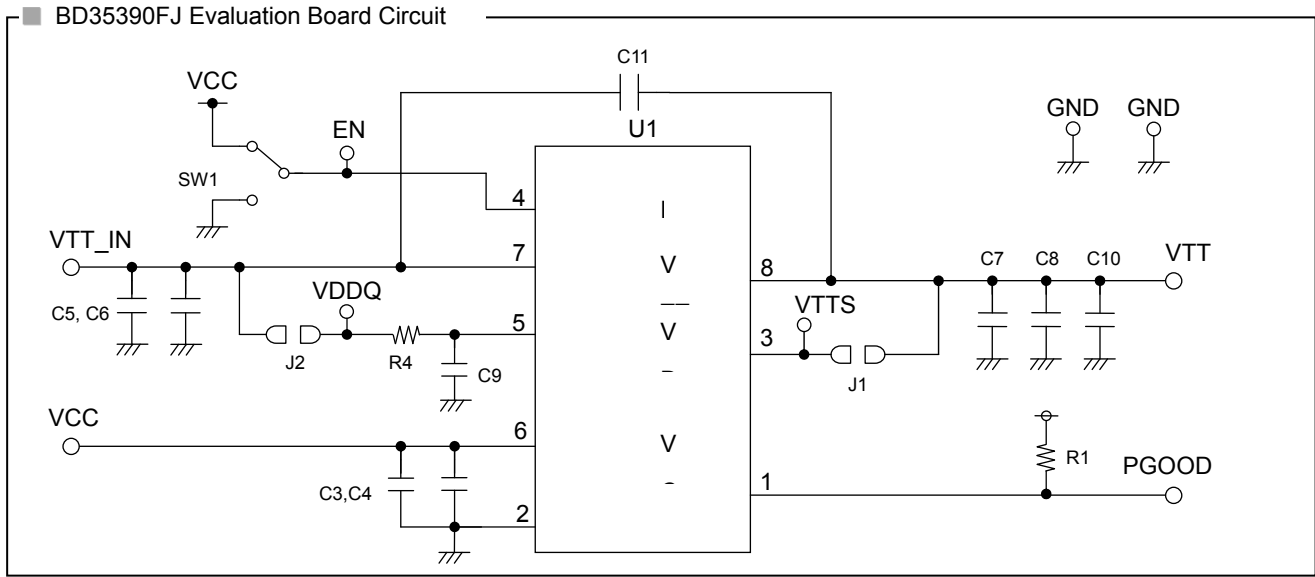 BD35390FJ Evaluation Board Circuit
C11
VCC
GND
GND
U1
EN
SW1
4
I
VTT_IN
7
V
8
C7
C8
C10
VTT
VDDQ
VTTS
C5, C6
5
V
3
J2
R4
C9
J1
VCC
6
V
R1
PGOOD
C3,C4
1
2